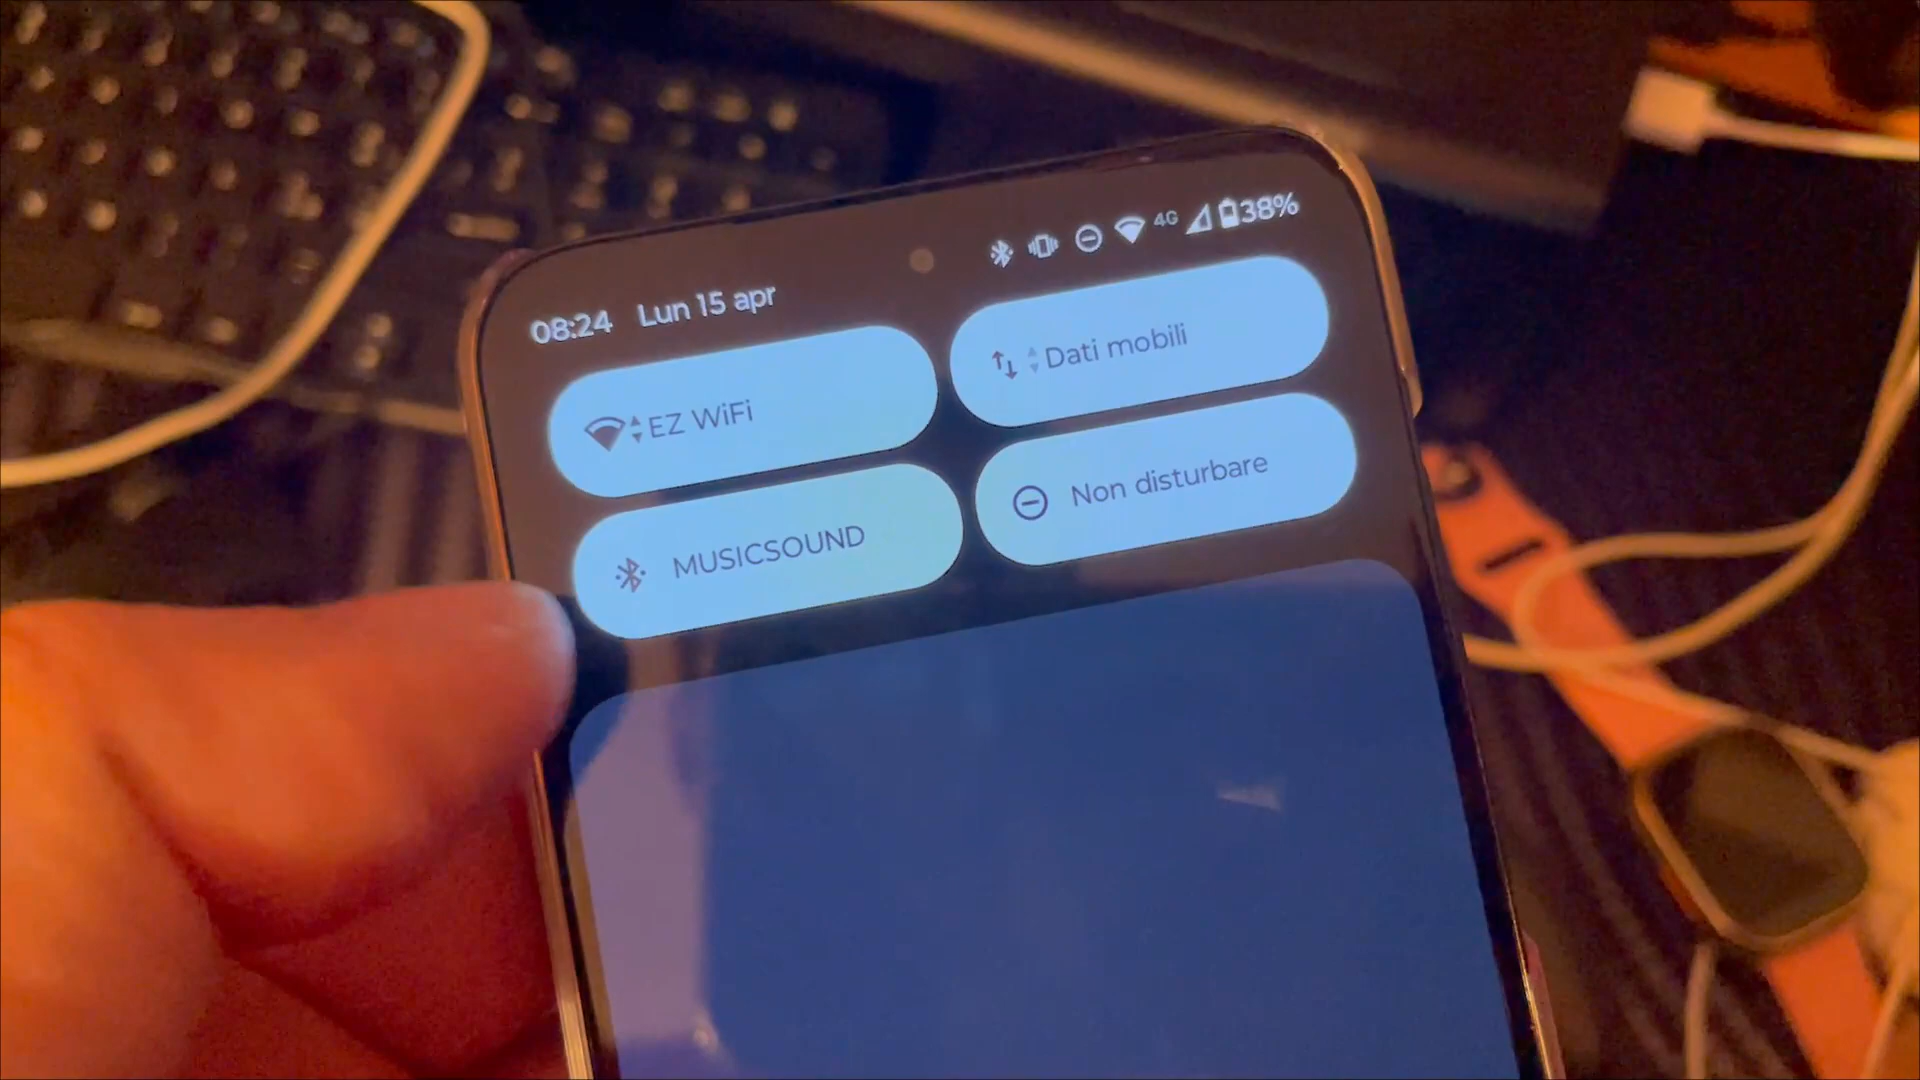 08:24 Lun 15 apr 4G 38%
EZ WiFi
Dati mobili
MUSICSOUND
Non disturbare